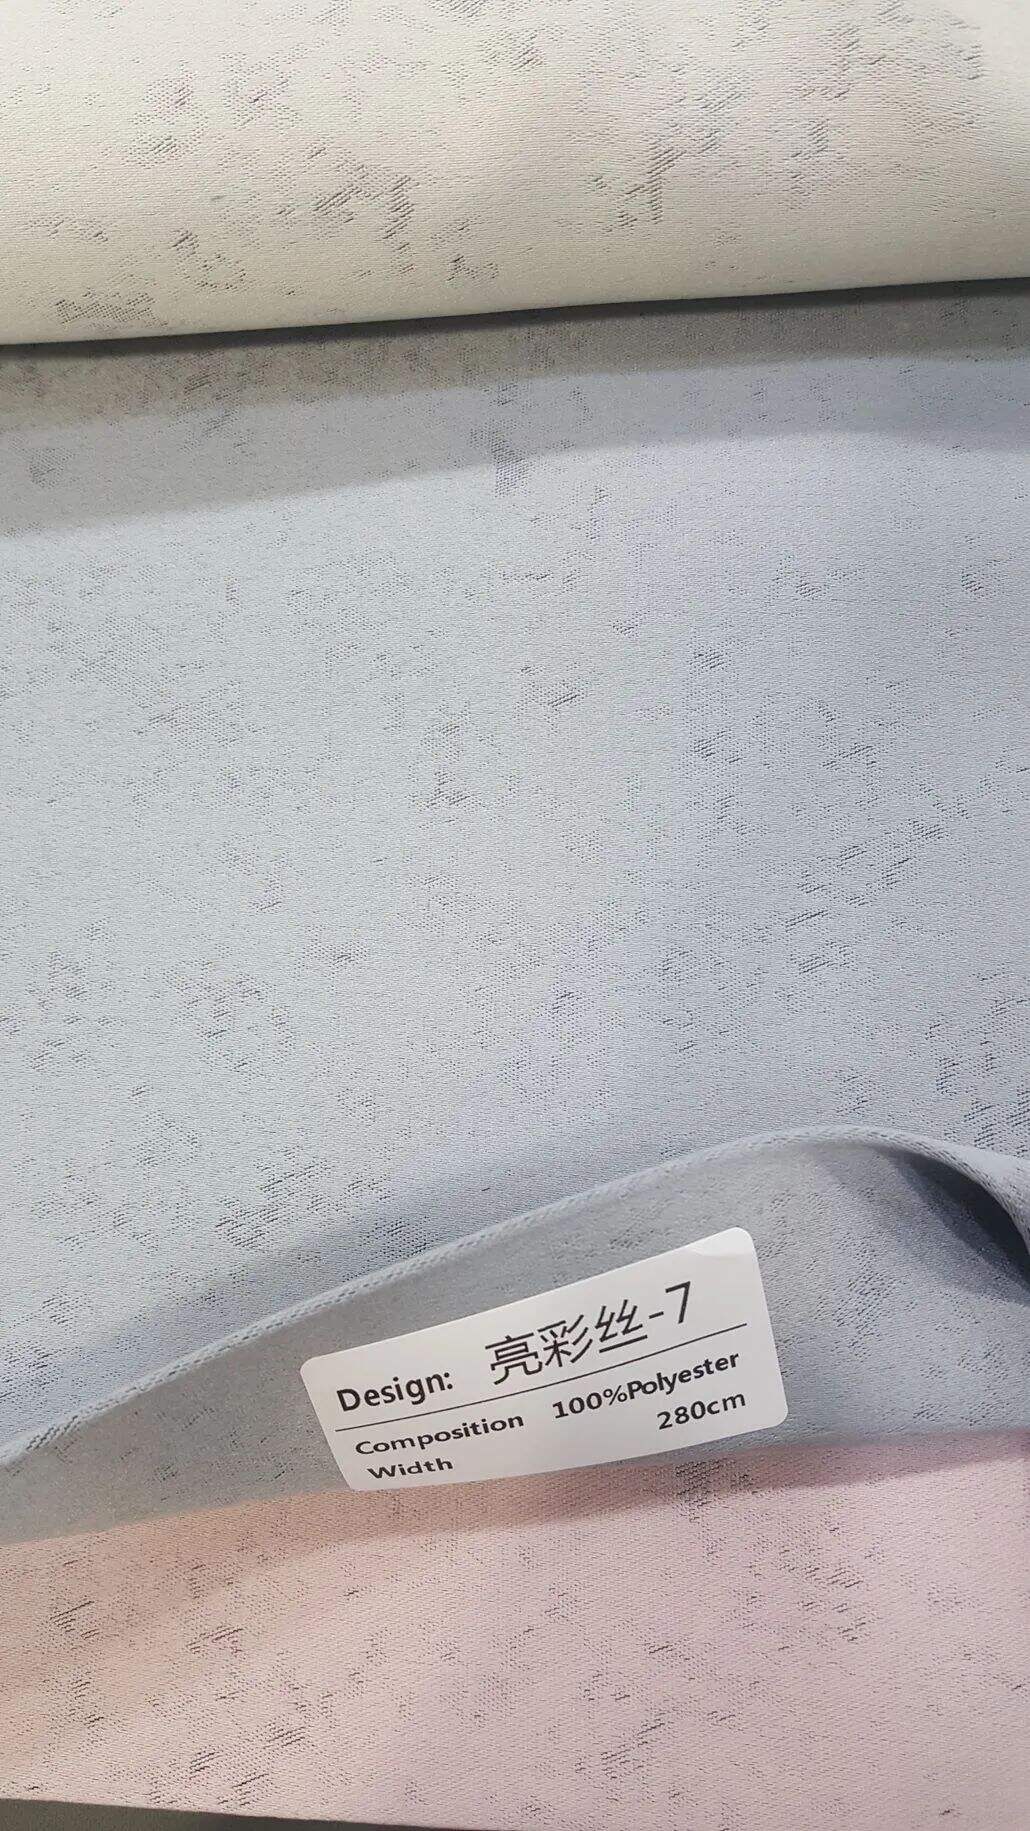 Design: 亮彩丝-7
Composition 100%Polyester
Width 280cm